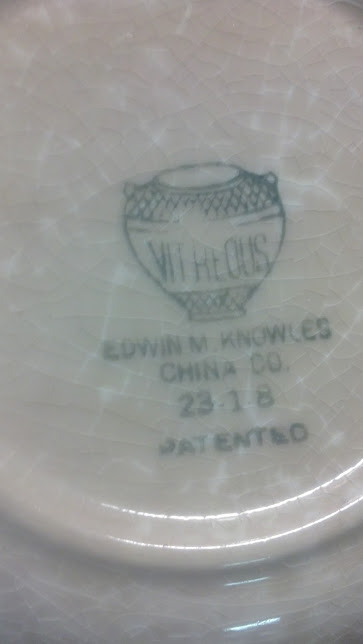 VITREOUS
EDWIN M. KNOWLES
CHINA CO.
23-1-8
PATENTED